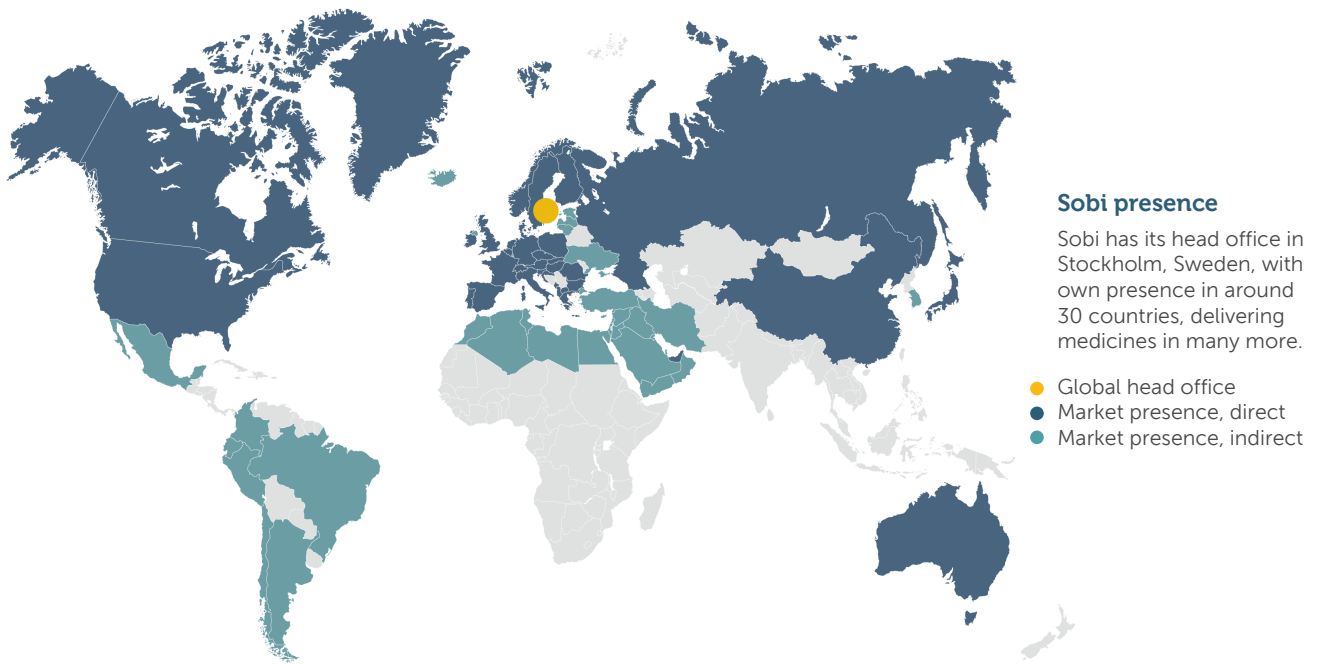 Sobi presence
Sobi has its head office in
Stockholm, Sweden, with
own presence in around
30 countries, delivering
medicines in many more.
Global head office
Market presence, direct
Market presence, indirect